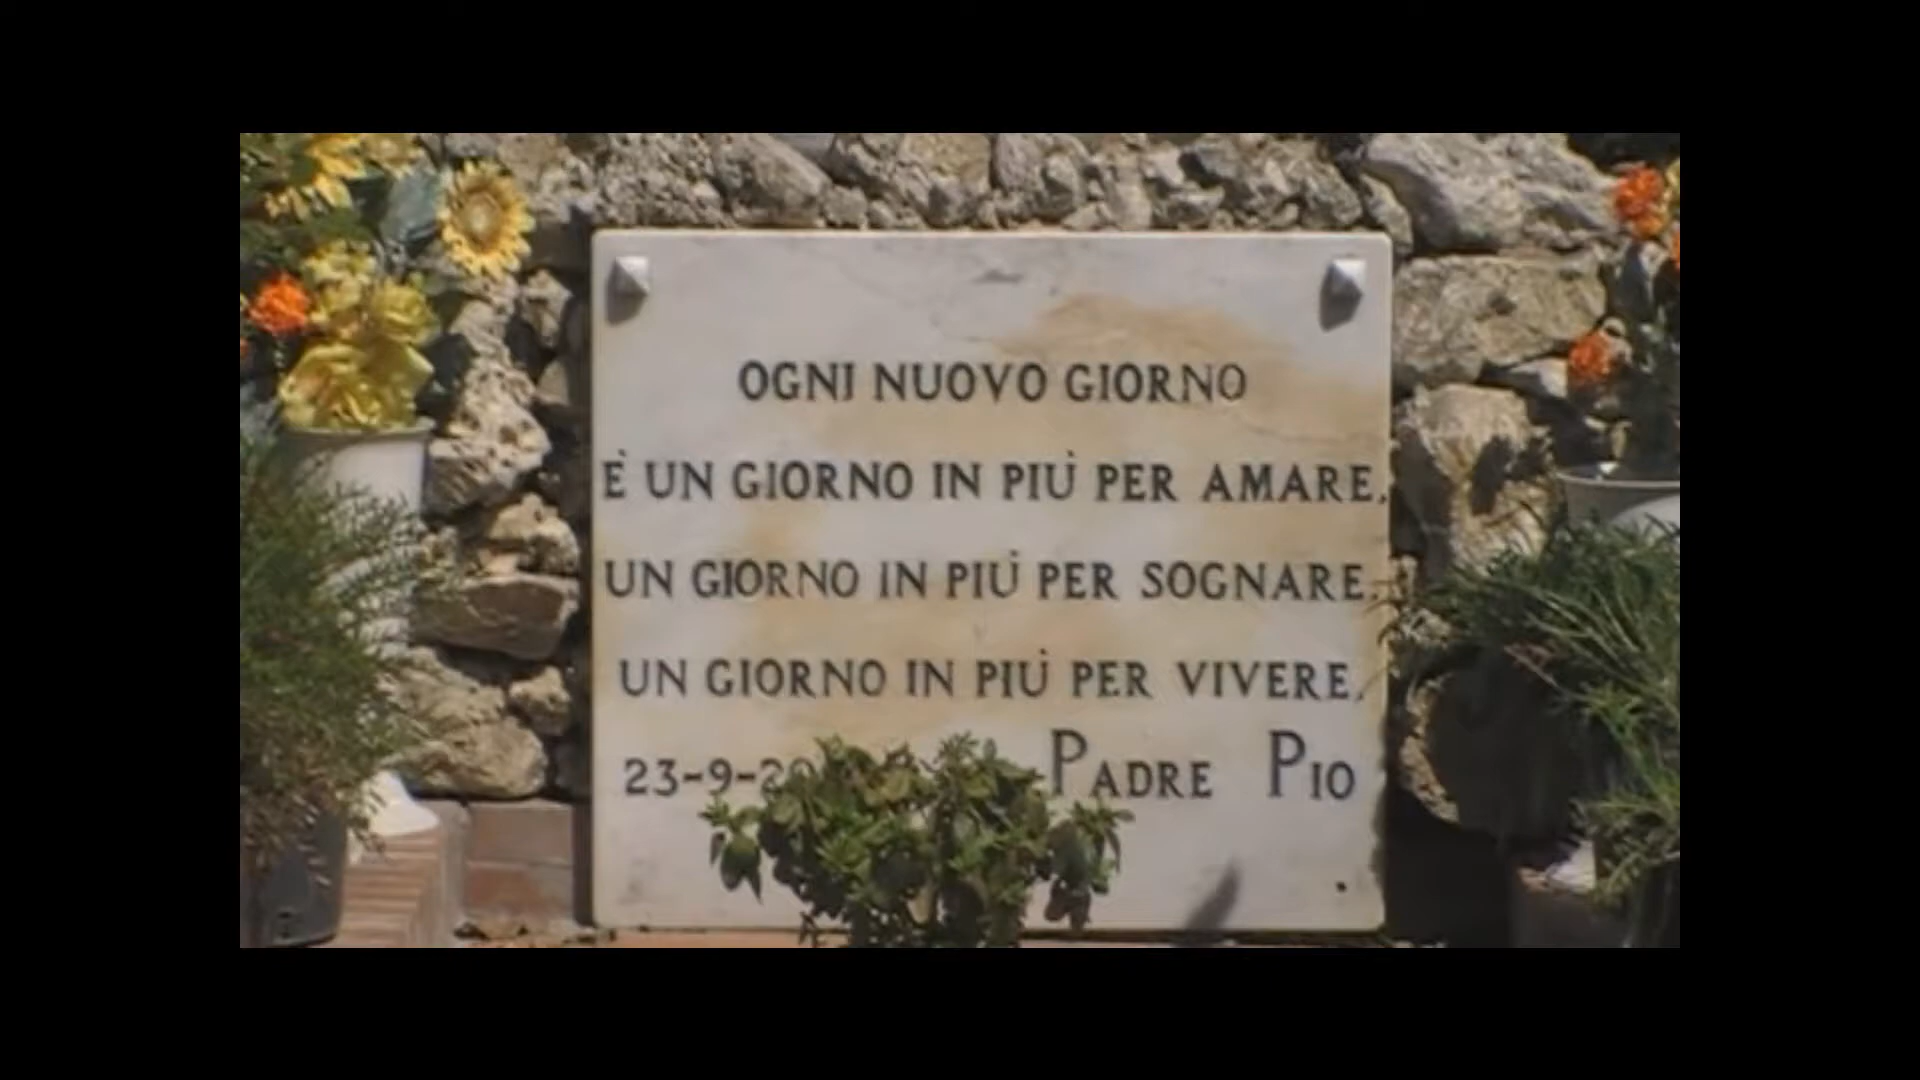 OGNI NUOVO GIORNO
È UN GIORNO IN PIÙ PER AMARE,
UN GIORNO IN PIÙ PER SOGNARE,
UN GIORNO IN PIÙ PER VIVERE,
PADRE PIO